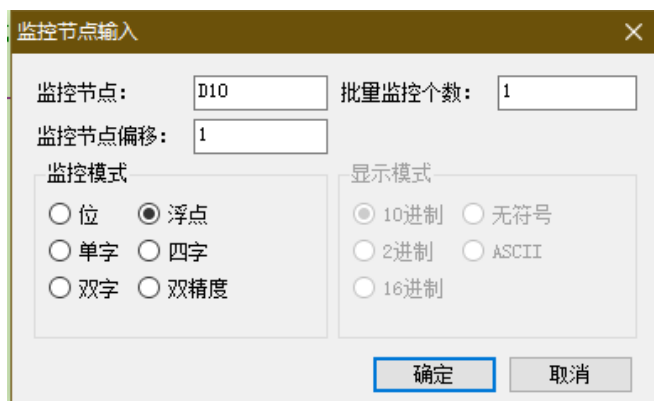 监控节点输入
监控节点： D10 批量监控个数： 1
监控节点偏移： 1
监控模式 显示模式
位 浮点 10进制 无符号
单字 四字 2进制 ASCII
双字 双精度 16进制
确定 取消